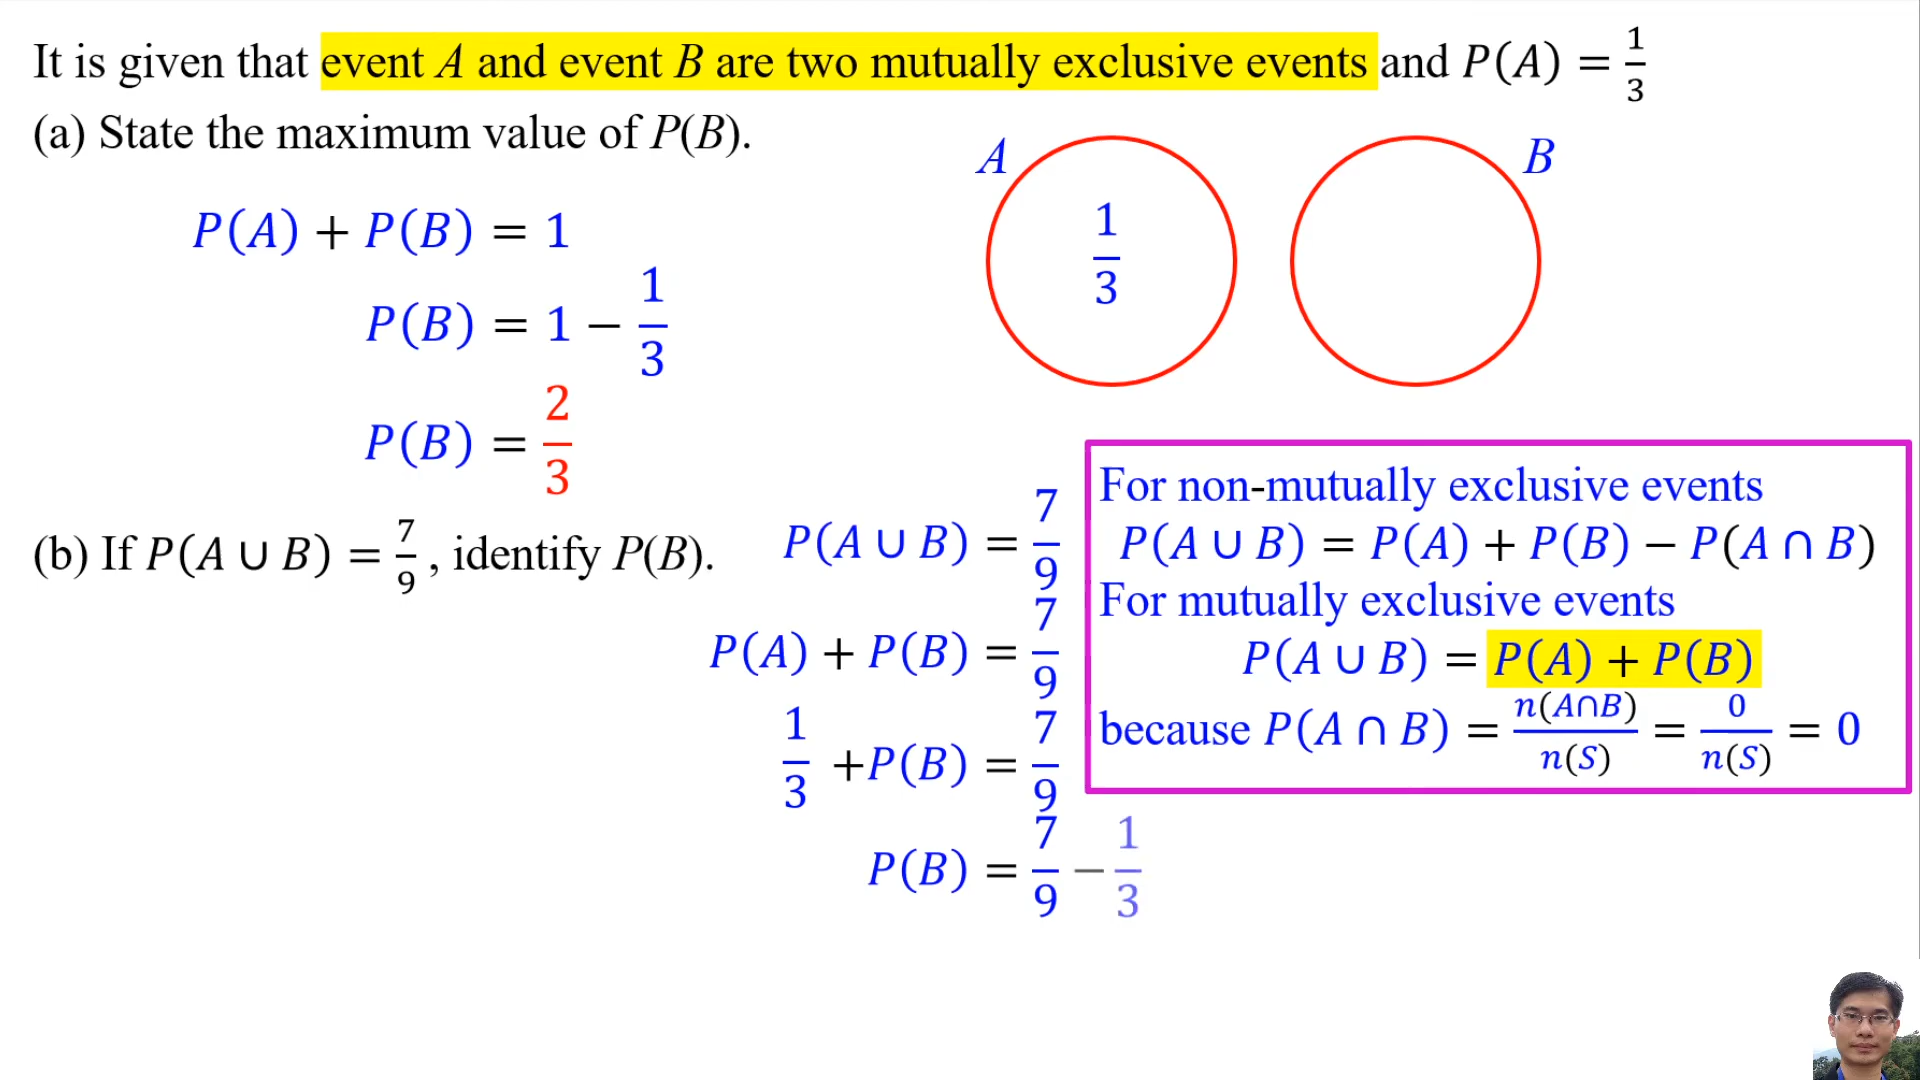 It is given that event A and event B are two mutually exclusive events and P(A) = 1/3
(a) State the maximum value of P(B).
A
B
1/3
P(A) + P(B) = 1
P(B) = 1 − 1/3
P(B) = 2/3
(b) If P(A ∪ B) = 7/9, identify P(B).
P(A ∪ B) = 7/9
P(A) + P(B) = 7/9
1/3 +P(B) = 7/9
P(B) = 7/9 − 1/3
For non-mutually exclusive events
P(A ∪ B) = P(A) + P(B) − P(A ∩ B)
For mutually exclusive events
P(A ∪ B) = P(A) + P(B)
because P(A ∩ B) = n(A∩B)/n(S) = 0/n(S) = 0